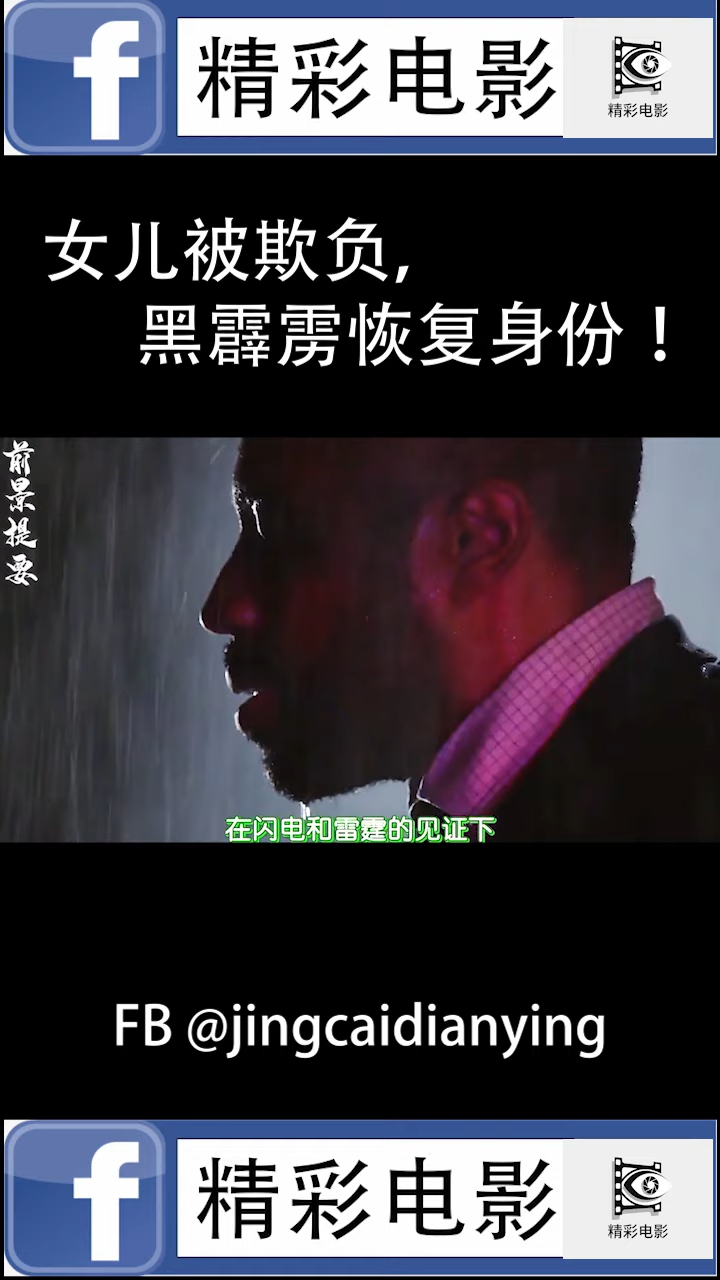 精彩电影
精彩电影
女儿被欺负,
黑霹雳恢复身份！
前景提要
在闪电和雷霆的见证下
FB @jingcaidianying
精彩电影
精彩电影